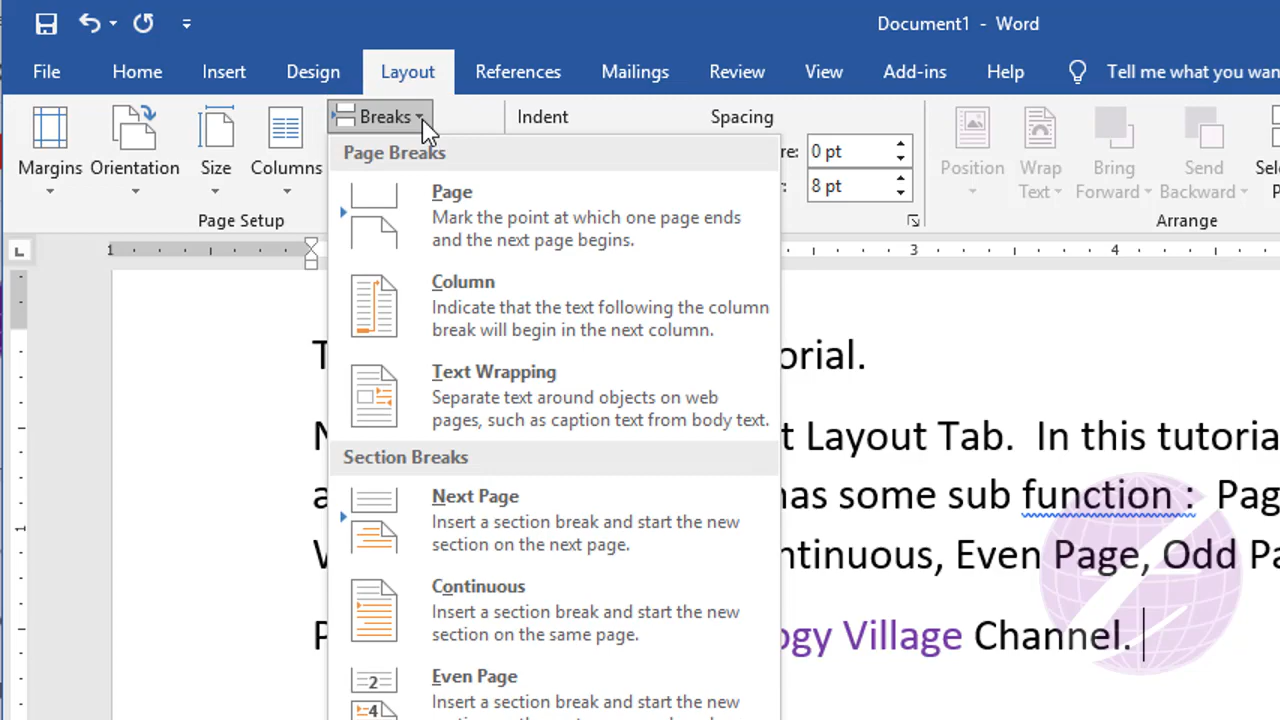 Document1 - Word
File Home Insert Design Layout References Mailings Review View Add-ins Help Tell me what you want
Margins Orientation Size Columns Breaks Indent Spacing Position Wrap Text Bring Forward Send Backward
Page Setup Arrange
0 pt
8 pt
Page Breaks
Page
Mark the point at which one page ends
and the next page begins.
Column
Indicate that the text following the column
break will begin in the next column.
Text Wrapping
Separate text around objects on web
pages, such as caption text from body text.
Section Breaks
Next Page
Insert a section break and start the new
section on the next page.
Continuous
Insert a section break and start the new
section on the same page.
Even Page
Insert a section break and start the new
2
4
1 3 4
1
Layout Tab. In this
has some sub function :
Even Page, Odd
Village Channel.